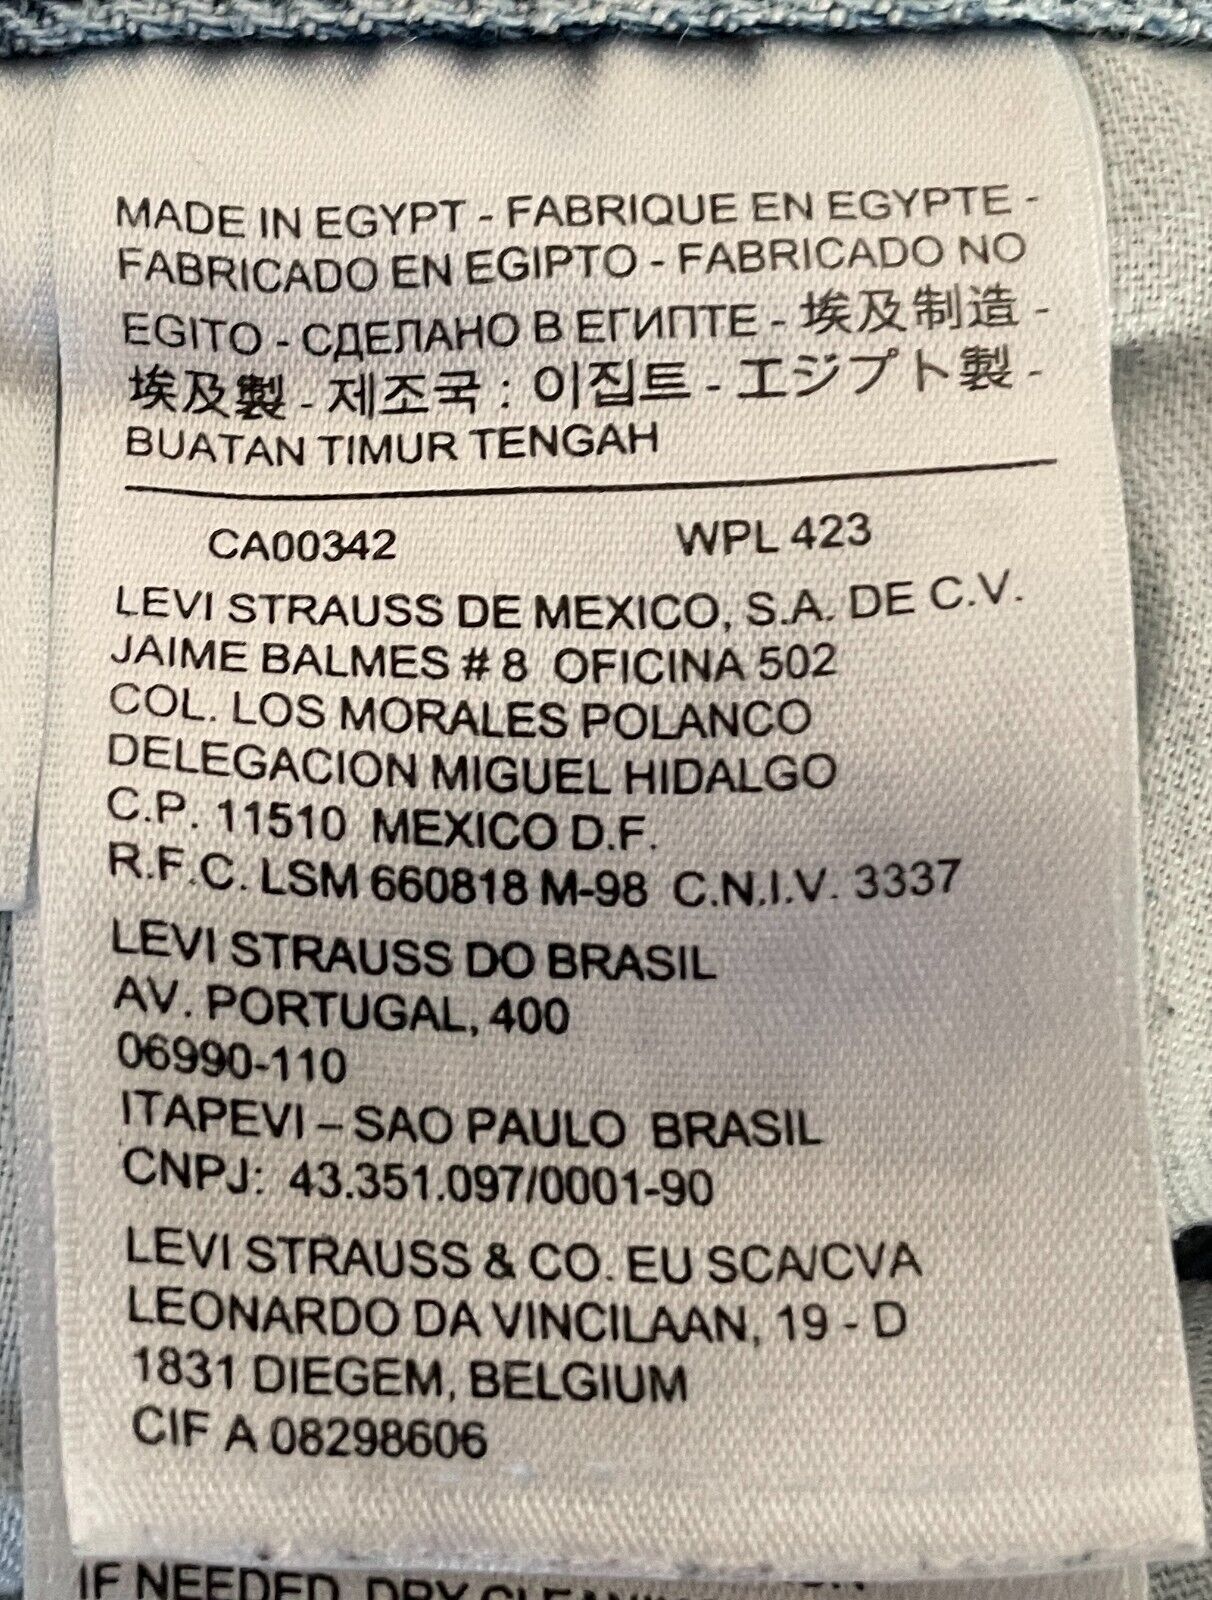 MADE IN EGYPT - FABRIQUE EN EGYPTE -
FABRICADO EN EGIPTO - FABRICADO NO
EGITO - СДЕЛАНО В ЕГИПТЕ - 埃及制造 -
埃及製 - 제조국 : 이집트 - エジプト製 -
BUATAN TIMUR TENGAH
CA00342 WPL 423
LEVI STRAUSS DE MEXICO, S.A. DE C.V.
JAIME BALMES # 8 OFICINA 502
COL. LOS MORALES POLANCO
DELEGACION MIGUEL HIDALGO
C.P. 11510 MEXICO D.F.
R.F.C. LSM 660818 M-98 C.N.I.V. 3337
LEVI STRAUSS DO BRASIL
AV. PORTUGAL, 400
06990-110
ITAPEVI – SAO PAULO BRASIL
CNPJ: 43.351.097/0001-90
LEVI STRAUSS & CO. EU SCA/CVA
LEONARDO DA VINCILAAN, 19 - D
1831 DIEGEM, BELGIUM
CIF A 08298606
IF NEEDED, DRY